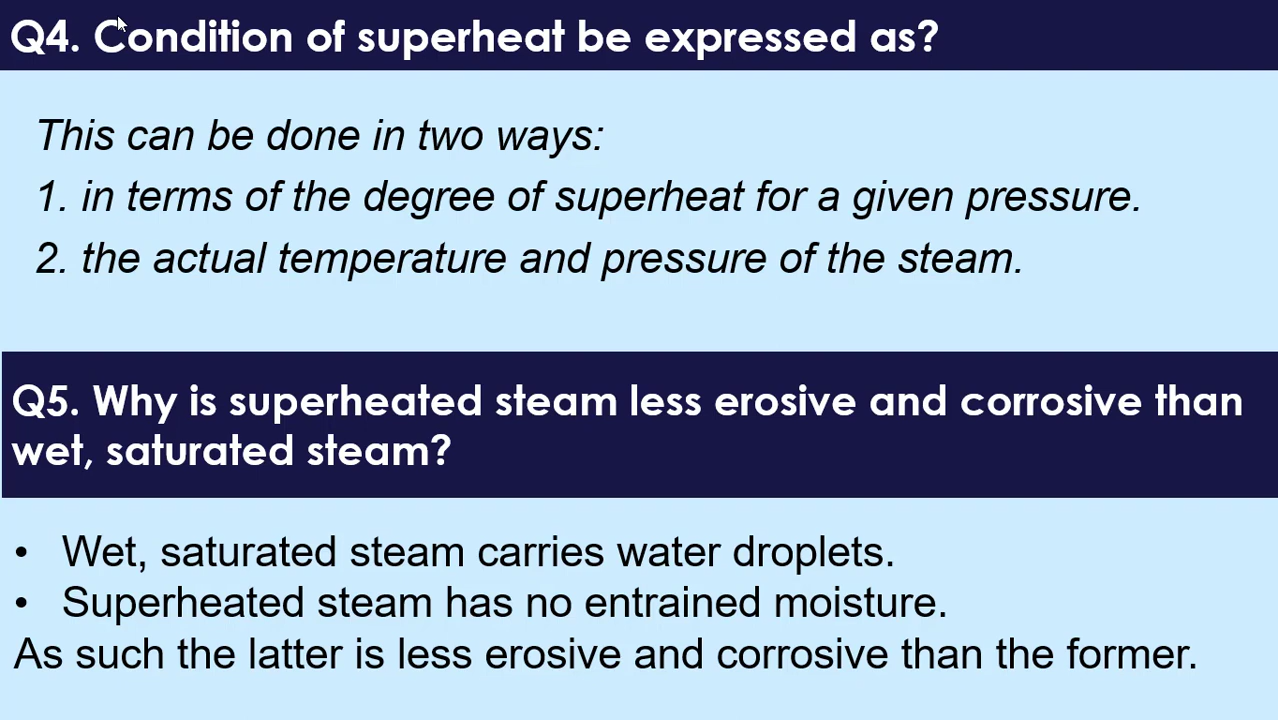 Q4. Condition of superheat be expressed as?
This can be done in two ways:
1. in terms of the degree of superheat for a given pressure.
2. the actual temperature and pressure of the steam.
Q5. Why is superheated steam less erosive and corrosive than
wet, saturated steam?
• Wet, saturated steam carries water droplets.
• Superheated steam has no entrained moisture.
As such the latter is less erosive and corrosive than the former.